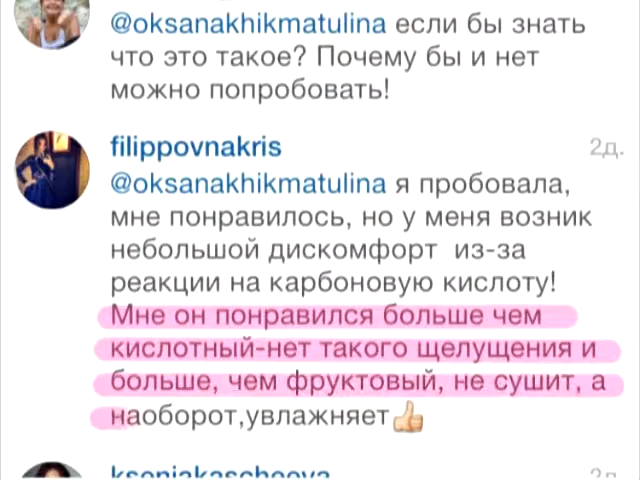 @oksanakhikmatulina если бы знать
что это такое? Почему бы и нет
можно попробовать!
filippovnakris 2д.
@oksanakhikmatulina я пробовала,
мне понравилось, но у меня возник
небольшой дискомфорт из-за
реакции на карбоновую кислоту!
Мне он понравился больше чем
кислотный-нет такого щелущения и
больше, чем фруктовый, не сушит, а
наоборот,увлажняет👍